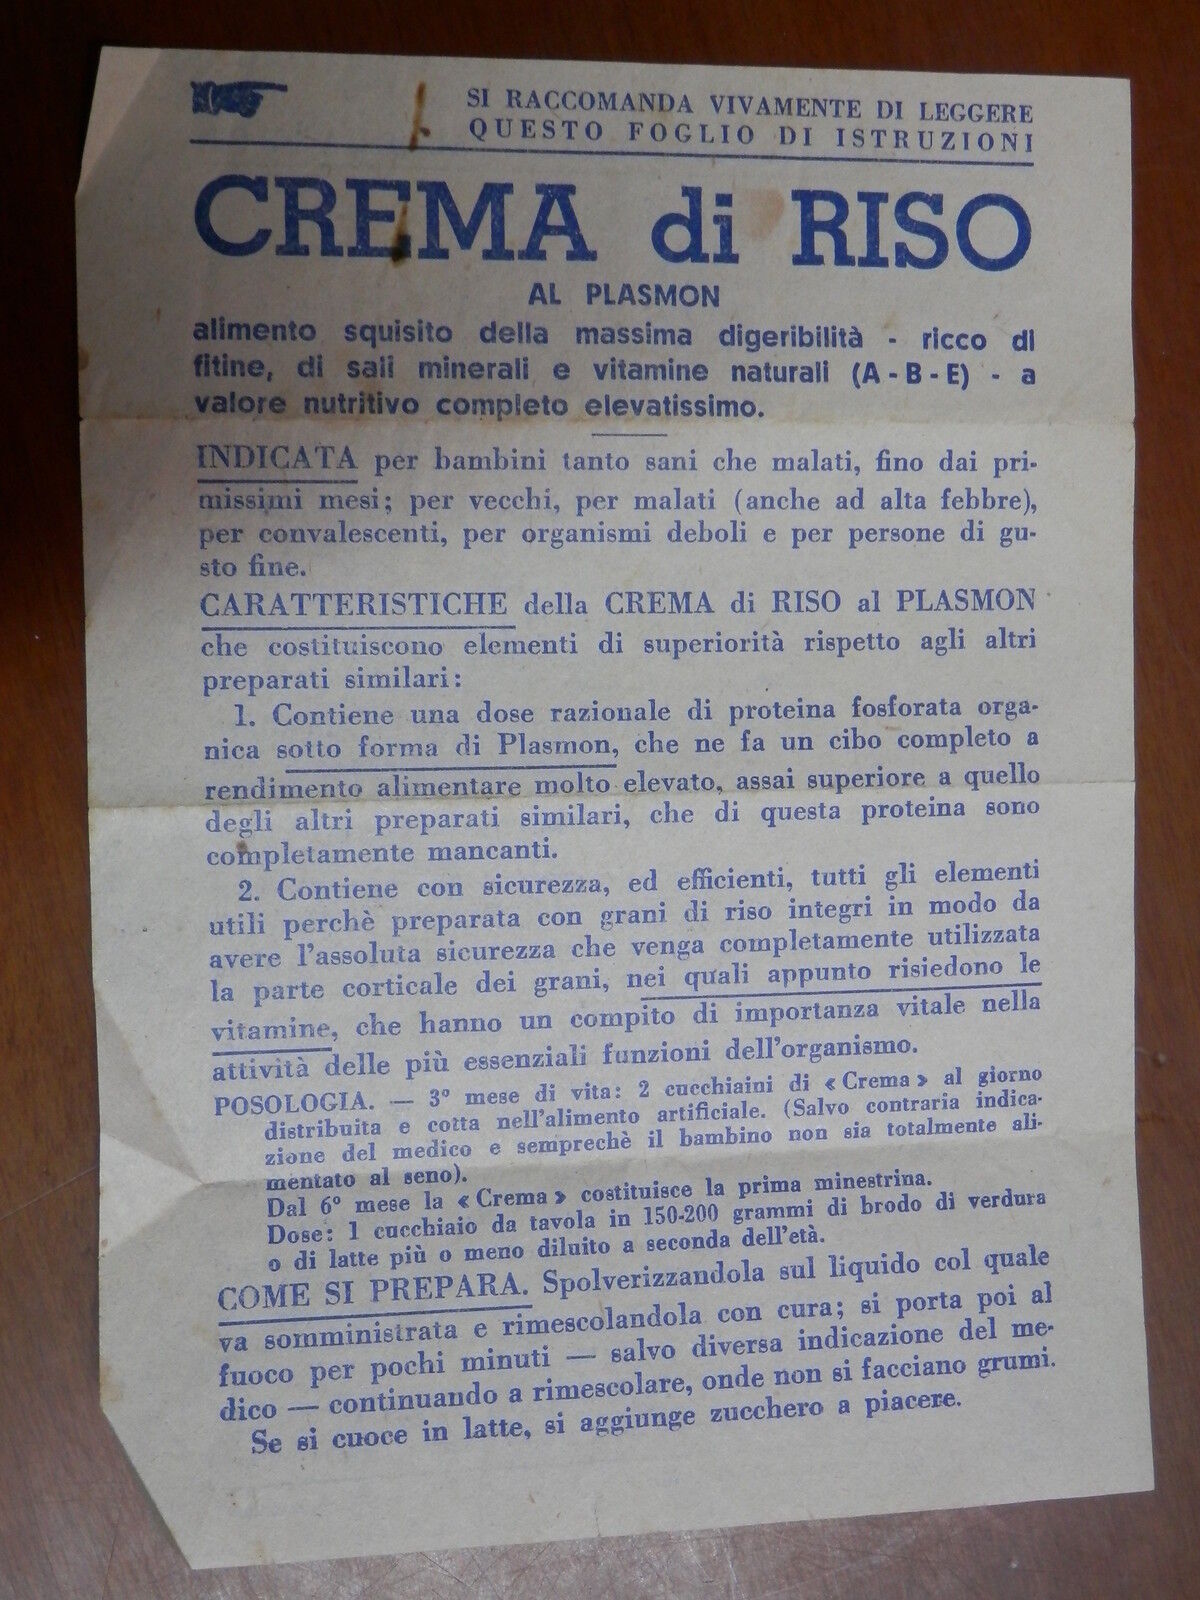 SI RACCOMANDA VIVAMENTE DI LEGGERE
QUESTO FOGLIO DI ISTRUZIONI
CREMA di RISO
AL PLASMON
alimento squisito della massima digeribilità - ricco di
fitine, di sali minerali e vitamine naturali (A - B - E) - a
valore nutritivo completo elevatissimo.
INDICATA per bambini tanto sani che malati, fino dai pri-
missimi mesi; per vecchi, per malati (anche ad alta febbre),
per convalescenti, per organismi deboli e per persone di gu-
sto fine.
CARATTERISTICHE della CREMA di RISO al PLASMON
che costituiscono elementi di superiorità rispetto agli altri
preparati similari:
1. Contiene una dose razionale di proteina fosforata orga-
nica sotto forma di Plasmon, che ne fa un cibo completo a
rendimento alimentare molto elevato, assai superiore a quello
degli altri preparati similari, che di questa proteina sono
completamente mancanti.
2. Contiene con sicurezza, ed efficienti, tutti gli elementi
utili perchè preparata con grani di riso integri in modo da
avere l'assoluta sicurezza che venga completamente utilizzata
la parte corticale dei grani, nei quali appunto risiedono le
vitamine, che hanno un compito di importanza vitale nella
attività delle più essenziali funzioni dell'organismo.
POSOLOGIA. — 3º mese di vita: 2 cucchiaini di «Crema» al giorno
distribuita e cotta nell'alimento artificiale. (Salvo contraria indica-
zione del medico e semprechè il bambino non sia totalmente ali-
mentato al seno).
Dal 6º mese la «Crema» costituisce la prima minestrina.
Dose: 1 cucchiaio da tavola in 150-200 grammi di brodo di verdura
o di latte più o meno diluito a seconda dell'età.
COME SI PREPARA. Spolverizzandola sul liquido col quale
va somministrata e rimescolandola con cura; si porta poi al
fuoco per pochi minuti — salvo diversa indicazione del me-
dico — continuando a rimescolare, onde non si facciano grumi.
Se si cuoce in latte, si aggiunge zucchero a piacere.